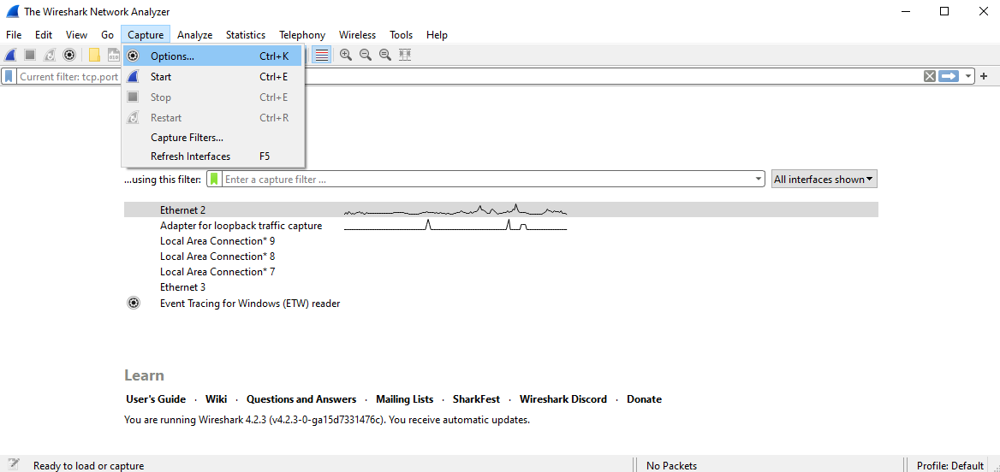 The Wireshark Network Analyzer
File Edit View Go Capture Analyze Statistics Telephony Wireless Tools Help
Options... Ctrl+K
Current filter: tcp.port
Start Ctrl+E
Stop Ctrl+E
Restart Ctrl+R
Capture Filters...
Refresh Interfaces F5
...using this filter: Enter a capture filter ... All interfaces shown
Ethernet 2
Adapter for loopback traffic capture
Local Area Connection* 9
Local Area Connection* 8
Local Area Connection* 7
Ethernet 3
Event Tracing for Windows (ETW) reader
Learn
User's Guide · Wiki · Questions and Answers · Mailing Lists · SharkFest · Wireshark Discord · Donate
You are running Wireshark 4.2.3 (v4.2.3-0-ga15d7331476c). You receive automatic updates.
Ready to load or capture No Packets Profile: Default